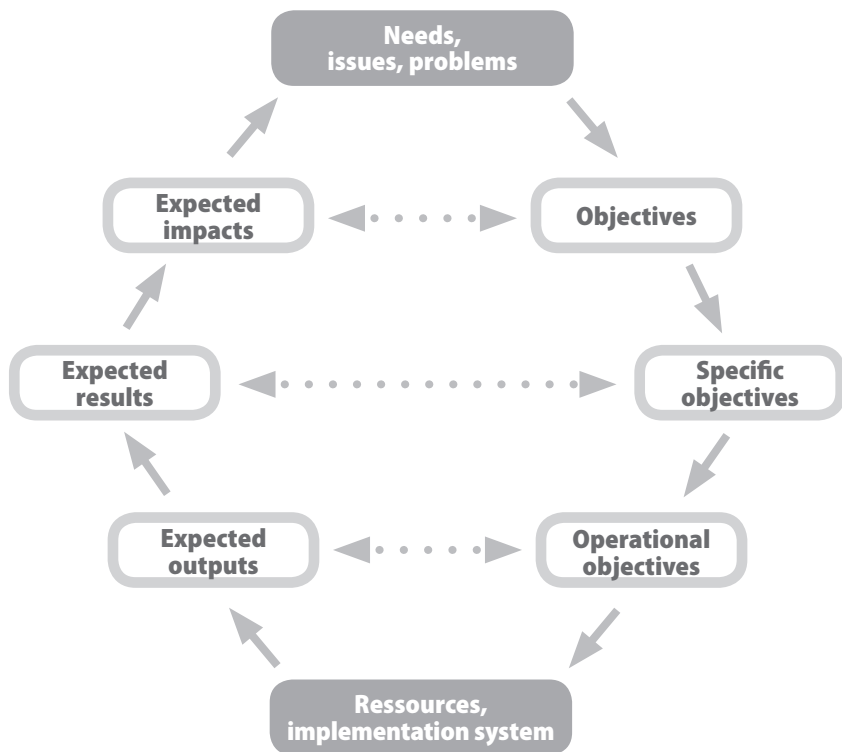 Needs,
issues, problems
Expected
impacts
Objectives
Expected
results
Specific
objectives
Expected
outputs
Operational
objectives
Ressources,
implementation system